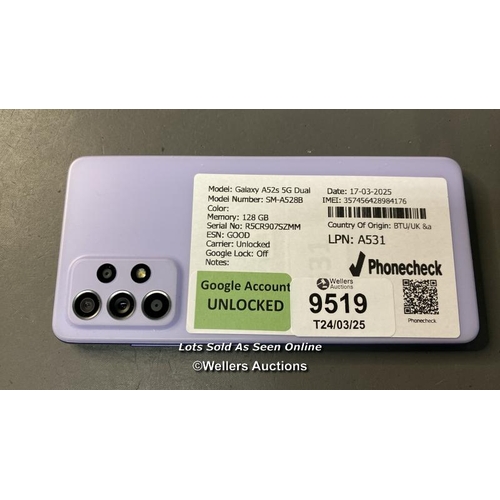 Model: Galaxy A52s 5G Dual
Model Number: SM-A528B
Color:
Memory: 128 GB
Serial No: R5CR907SZMM
ESN: GOOD
Carrier: Unlocked
Google Lock: Off
Notes:
Date: 17-03-2025
IMEI: 357456428984176
Country Of Origin: BTU/UK &a
LPN: A531
Phonecheck
Phonecheck
Google Account
UNLOCKED
Wellers
Auctions
9519
T24/03/25
Lots Sold As Seen Online
©Wellers Auctions